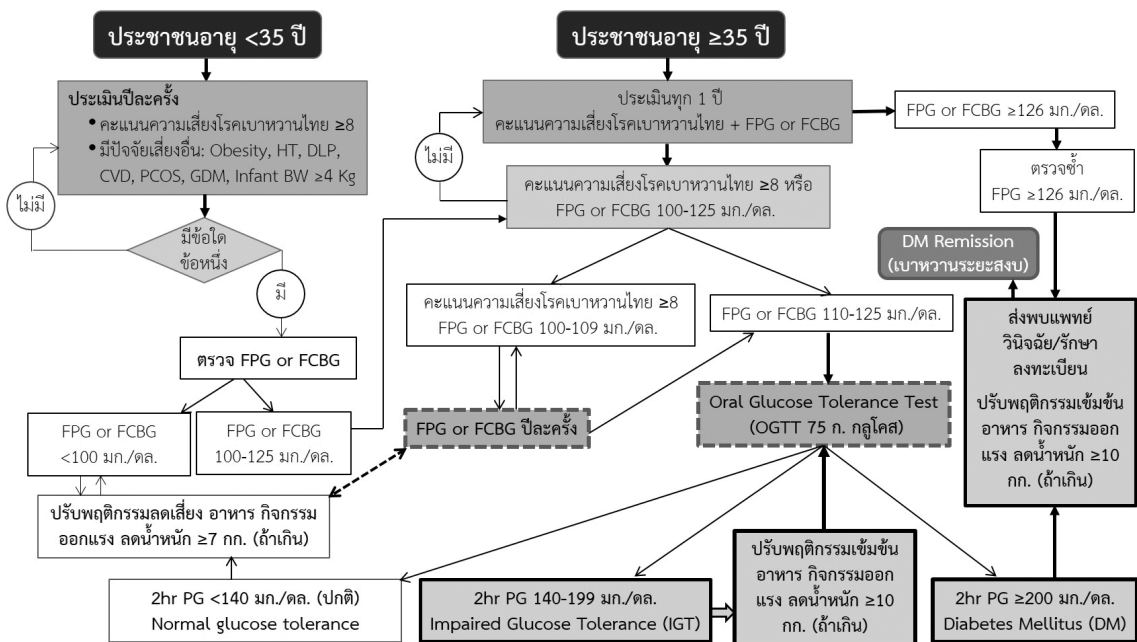 ประชาชนอายุ <35 ปี
ประเมินปีละครั้ง
• คะแนนความเสี่ยงโรคเบาหวานไทย ≥8
• มีปัจจัยเสี่ยงอื่น: Obesity, HT, DLP,
CVD, PCOS, GDM, Infant BW ≥4 Kg
ไม่มี
มีข้อใด
ข้อหนึ่ง
มี
ตรวจ FPG or FCBG
FPG or FCBG
<100 มก./ดล.
FPG or FCBG
100-125 มก./ดล.
ปรับพฤติกรรมลดเสี่ยง อาหาร กิจกรรม
ออกแรง ลดน้ำหนัก ≥7 กก. (ถ้าเกิน)
ประชาชนอายุ ≥35 ปี
ประเมินทุก 1 ปี
คะแนนความเสี่ยงโรคเบาหวานไทย + FPG or FCBG
ไม่มี
คะแนนความเสี่ยงโรคเบาหวานไทย ≥8 หรือ
FPG or FCBG 100-125 มก./ดล.
คะแนนความเสี่ยงโรคเบาหวานไทย ≥8
FPG or FCBG 100-109 มก./ดล.
FPG or FCBG 110-125 มก./ดล.
FPG or FCBG ปีละครั้ง
Oral Glucose Tolerance Test
(OGTT 75 ก. กลูโคส)
FPG or FCBG ≥126 มก./ดล.
ตรวจซ้ำ
FPG ≥126 มก./ดล.
DM Remission
(เบาหวานระยะสงบ)
ส่งพบแพทย์
วินิจฉัย/รักษา
ลงทะเบียน
ปรับพฤติกรรมเข้มข้น
อาหาร กิจกรรมออก
แรง ลดน้ำหนัก ≥10
กก. (ถ้าเกิน)
2hr PG <140 มก./ดล. (ปกติ)
Normal glucose tolerance
2hr PG 140-199 มก./ดล.
Impaired Glucose Tolerance (IGT)
ปรับพฤติกรรมเข้มข้น
อาหาร กิจกรรมออก
แรง ลดน้ำหนัก ≥10
กก. (ถ้าเกิน)
2hr PG ≥200 มก./ดล.
Diabetes Mellitus (DM)